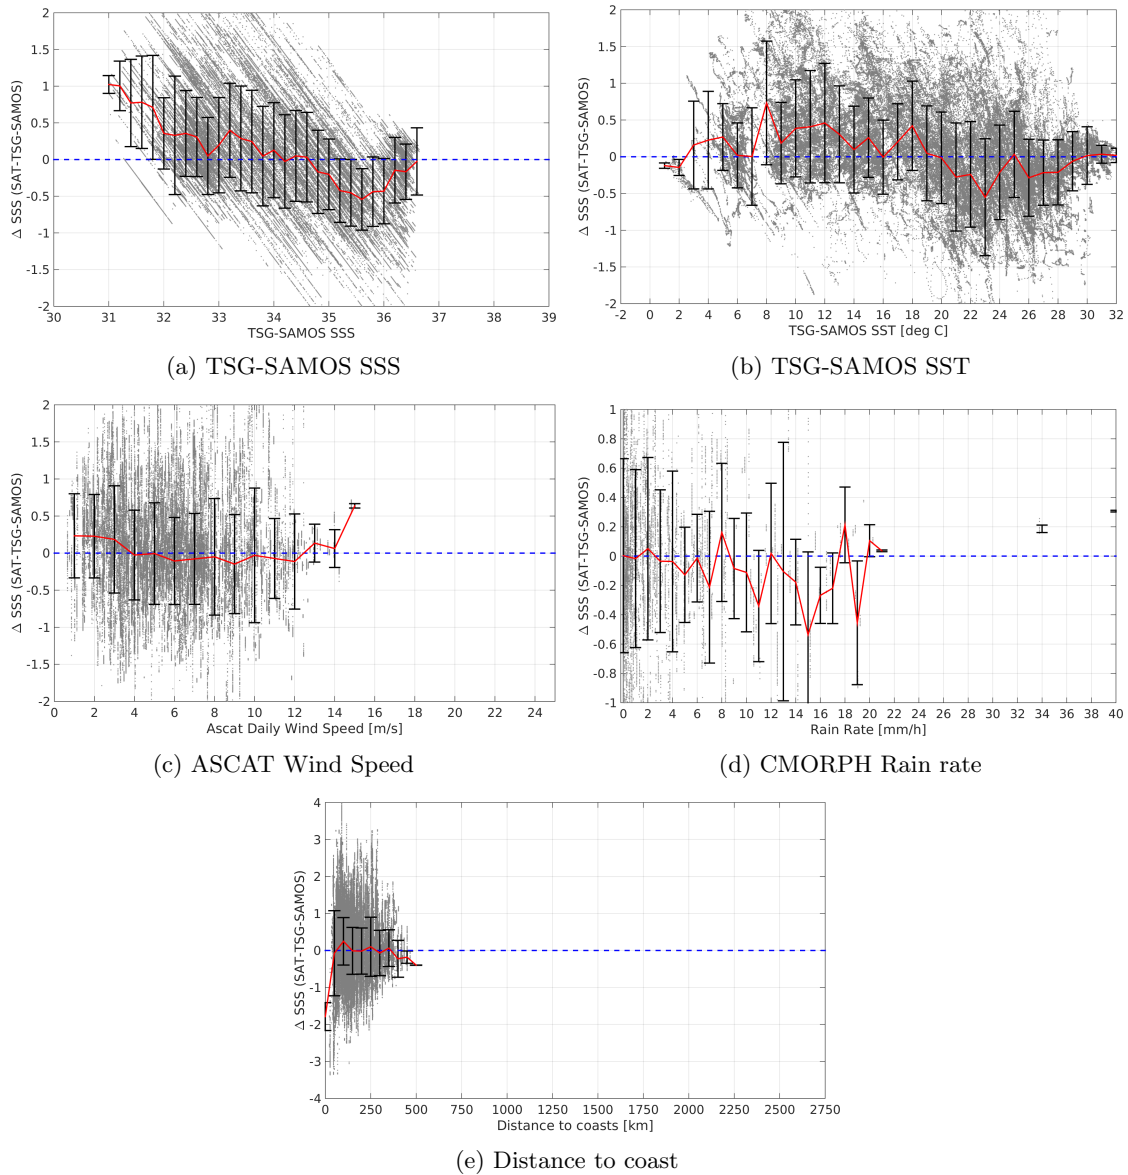 2
1.5
1
0.5
0
-0.5
-1
-1.5
-2
Δ SSS (SAT-TSG-SAMOS)
30 31 32 33 34 35 36 37 38 39
TSG-SAMOS SSS
(a) TSG-SAMOS SSS
2
1.5
1
0.5
0
-0.5
-1
-1.5
-2
Δ SSS (SAT-TSG-SAMOS)
-2 0 2 4 6 8 10 12 14 16 18 20 22 24 26 28 30 32
TSG-SAMOS SST [deg C]
(b) TSG-SAMOS SST
2
1.5
1
0.5
0
-0.5
-1
-1.5
-2
Δ SSS (SAT-TSG-SAMOS)
0 2 4 6 8 10 12 14 16 18 20 22 24
Ascat Daily Wind Speed [m/s]
(c) ASCAT Wind Speed
1
0.8
0.6
0.4
0.2
0
-0.2
-0.4
-0.6
-0.8
-1
Δ SSS (SAT-TSG-SAMOS)
0 2 4 6 8 10 12 14 16 18 20 22 24 26 28 30 32 34 36 38 40
Rain Rate [mm/h]
(d) CMORPH Rain rate
4
3
2
1
0
-1
-2
-3
-4
Δ SSS (SAT-TSG-SAMOS)
0 250 500 750 1000 1250 1500 1750 2000 2250 2500 2750
Distance to coasts [km]
(e) Distance to coast